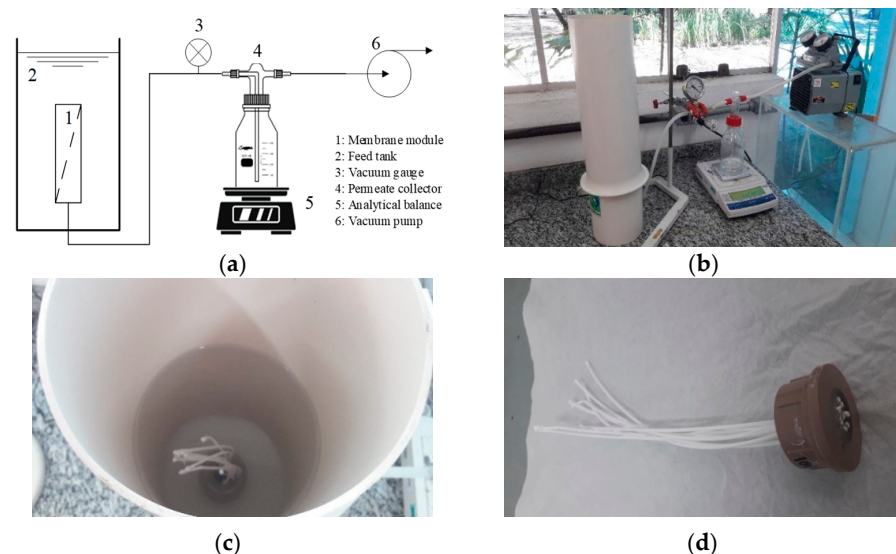 3
4
6
2
1
1: Membrane module
2: Feed tank
3: Vacuum gauge
4: Permeate collector
5: Analytical balance
6: Vacuum pump
5
(a)
(b)
(c)
(d)